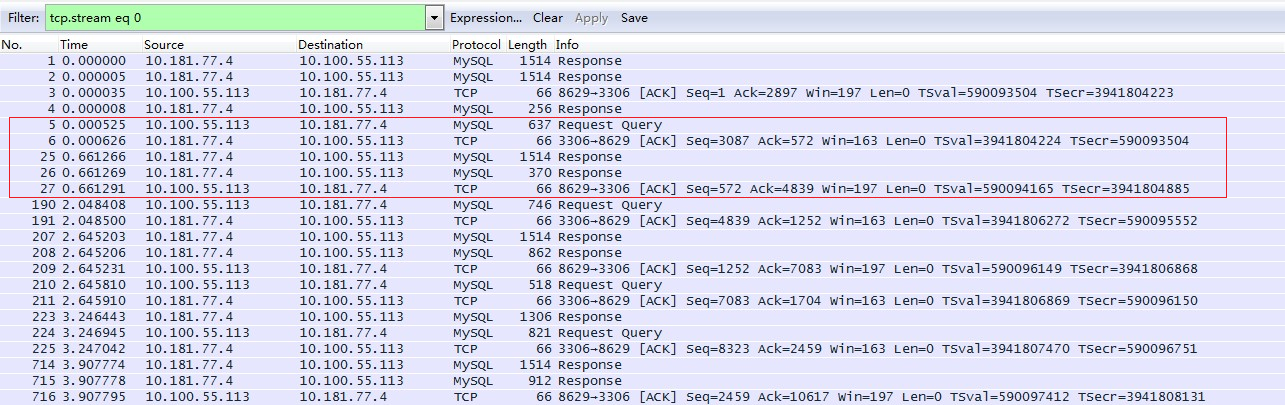 Filter: tcp.stream eq 0 Expression... Clear Apply Save
No. Time Source Destination Protocol Length Info
1 0.000000 10.181.77.4 10.100.55.113 MySQL 1514 Response
2 0.000005 10.181.77.4 10.100.55.113 MySQL 1514 Response
3 0.000035 10.100.55.113 10.181.77.4 TCP 66 8629→3306 [ACK] Seq=1 Ack=2897 Win=197 Len=0 TSval=590093504 TSecr=3941804223
4 0.000008 10.181.77.4 10.100.55.113 MySQL 256 Response
5 0.000525 10.100.55.113 10.181.77.4 MySQL 637 Request Query
6 0.000626 10.181.77.4 10.100.55.113 TCP 66 3306→8629 [ACK] Seq=3087 Ack=572 Win=163 Len=0 TSval=3941804224 TSecr=590093504
25 0.661266 10.181.77.4 10.100.55.113 MySQL 1514 Response
26 0.661269 10.181.77.4 10.100.55.113 MySQL 370 Response
27 0.661291 10.100.55.113 10.181.77.4 TCP 66 8629→3306 [ACK] Seq=572 Ack=4839 Win=197 Len=0 TSval=590094165 TSecr=3941804885
190 2.048408 10.100.55.113 10.181.77.4 MySQL 746 Request Query
191 2.048500 10.181.77.4 10.100.55.113 TCP 66 3306→8629 [ACK] Seq=4839 Ack=1252 Win=163 Len=0 TSval=3941806272 TSecr=590095552
207 2.645203 10.181.77.4 10.100.55.113 MySQL 1514 Response
208 2.645206 10.181.77.4 10.100.55.113 MySQL 862 Response
209 2.645231 10.100.55.113 10.181.77.4 TCP 66 8629→3306 [ACK] Seq=1252 Ack=7083 Win=197 Len=0 TSval=590096149 TSecr=3941806868
210 2.645810 10.100.55.113 10.181.77.4 MySQL 518 Request Query
211 2.645910 10.181.77.4 10.100.55.113 TCP 66 3306→8629 [ACK] Seq=7083 Ack=1704 Win=163 Len=0 TSval=3941806869 TSecr=590096150
223 3.246443 10.181.77.4 10.100.55.113 MySQL 1306 Response
224 3.246945 10.100.55.113 10.181.77.4 MySQL 821 Request Query
225 3.247042 10.181.77.4 10.100.55.113 TCP 66 3306→8629 [ACK] Seq=8323 Ack=2459 Win=163 Len=0 TSval=3941807470 TSecr=590096751
714 3.907774 10.181.77.4 10.100.55.113 MySQL 1514 Response
715 3.907778 10.181.77.4 10.100.55.113 MySQL 912 Response
716 3.907795 10.100.55.113 10.181.77.4 TCP 66 8629→3306 [ACK] Seq=2459 Ack=10617 Win=197 Len=0 TSval=590097412 TSecr=3941808131